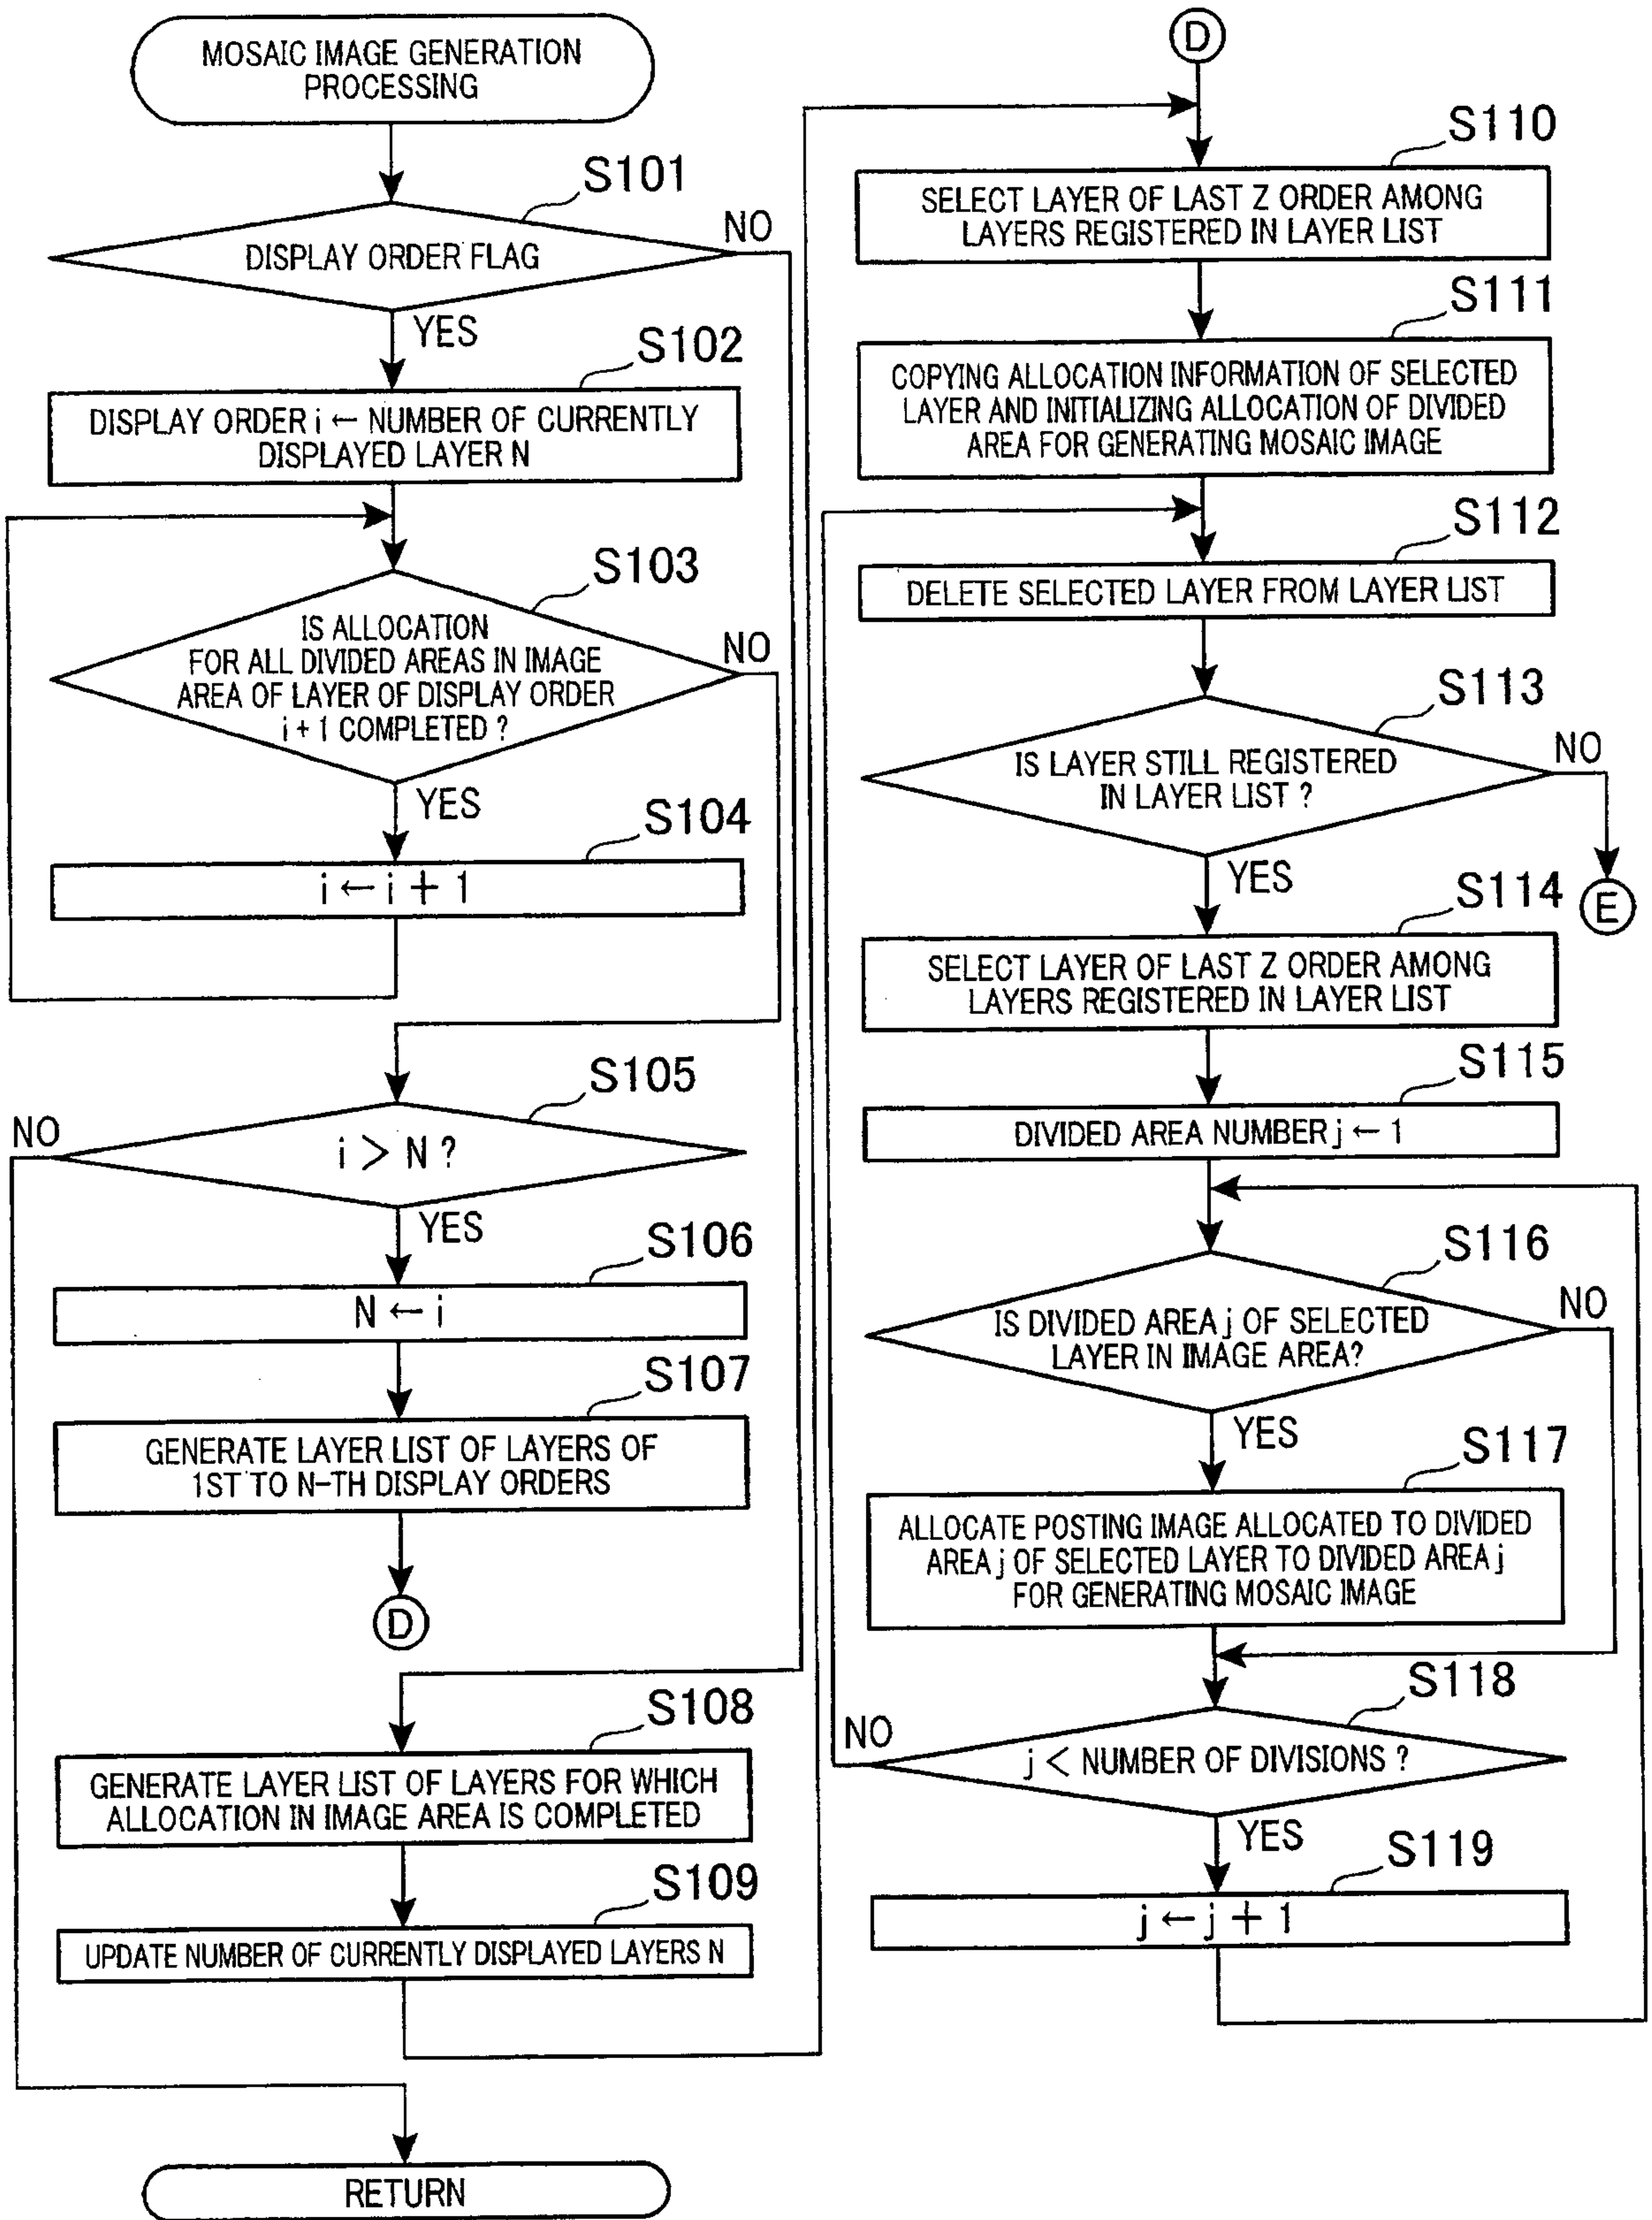 MOSAIC IMAGE GENERATION
PROCESSING
S101
DISPLAY ORDER FLAG
NO
YES
S102
DISPLAY ORDER i ← NUMBER OF CURRENTLY
DISPLAYED LAYER N
S103
IS ALLOCATION
FOR ALL DIVIDED AREAS IN IMAGE
AREA OF LAYER OF DISPLAY ORDER
i + 1 COMPLETED ?
NO
YES
S104
i ← i + 1
S105
NO
i > N ?
YES
S106
N ← i
S107
GENERATE LAYER LIST OF LAYERS OF
1ST TO N-TH DISPLAY ORDERS
D
S108
GENERATE LAYER LIST OF LAYERS FOR WHICH
ALLOCATION IN IMAGE AREA IS COMPLETED
S109
UPDATE NUMBER OF CURRENTLY DISPLAYED LAYERS N
RETURN
D
S110
SELECT LAYER OF LAST Z ORDER AMONG
LAYERS REGISTERED IN LAYER LIST
S111
COPYING ALLOCATION INFORMATION OF SELECTED
LAYER AND INITIALIZING ALLOCATION OF DIVIDED
AREA FOR GENERATING MOSAIC IMAGE
S112
DELETE SELECTED LAYER FROM LAYER LIST
S113
IS LAYER STILL REGISTERED
IN LAYER LIST ?
NO
E
YES
S114
SELECT LAYER OF LAST Z ORDER AMONG
LAYERS REGISTERED IN LAYER LIST
S115
DIVIDED AREA NUMBER j ← 1
S116
IS DIVIDED AREA j OF SELECTED
LAYER IN IMAGE AREA?
NO
YES
S117
ALLOCATE POSTING IMAGE ALLOCATED TO DIVIDED
AREA j OF SELECTED LAYER TO DIVIDED AREA j
FOR GENERATING MOSAIC IMAGE
S118
NO
j < NUMBER OF DIVISIONS ?
YES
S119
j ← j + 1